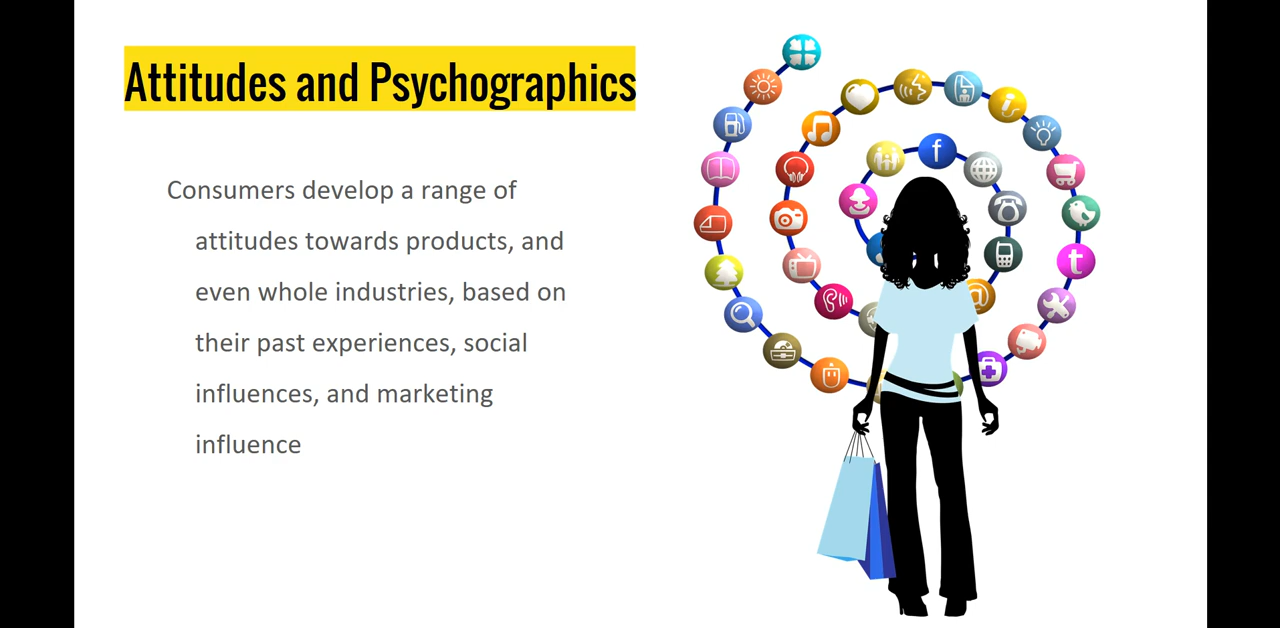 Attitudes and Psychographics
Consumers develop a range of
attitudes towards products, and
even whole industries, based on
their past experiences, social
influences, and marketing
influence
f
t
@